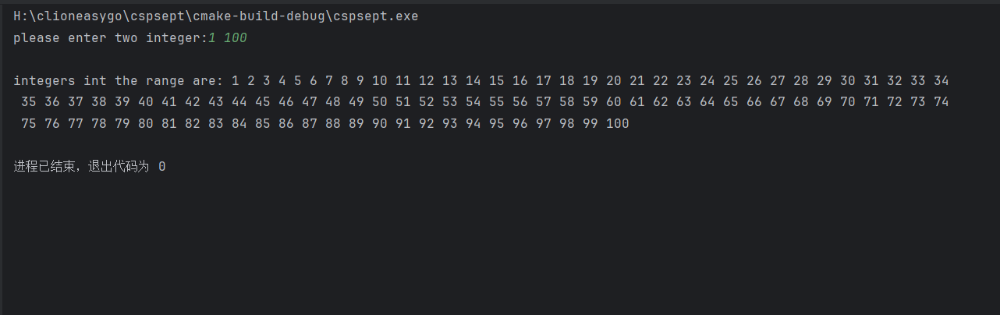 H:\clioneasygo\cspsept\cmake-build-debug\cspsept.exe
please enter two integer:1 100
integers int the range are: 1 2 3 4 5 6 7 8 9 10 11 12 13 14 15 16 17 18 19 20 21 22 23 24 25 26 27 28 29 30 31 32 33 34
35 36 37 38 39 40 41 42 43 44 45 46 47 48 49 50 51 52 53 54 55 56 57 58 59 60 61 62 63 64 65 66 67 68 69 70 71 72 73 74
75 76 77 78 79 80 81 82 83 84 85 86 87 88 89 90 91 92 93 94 95 96 97 98 99 100
进程已结束，退出代码为 0